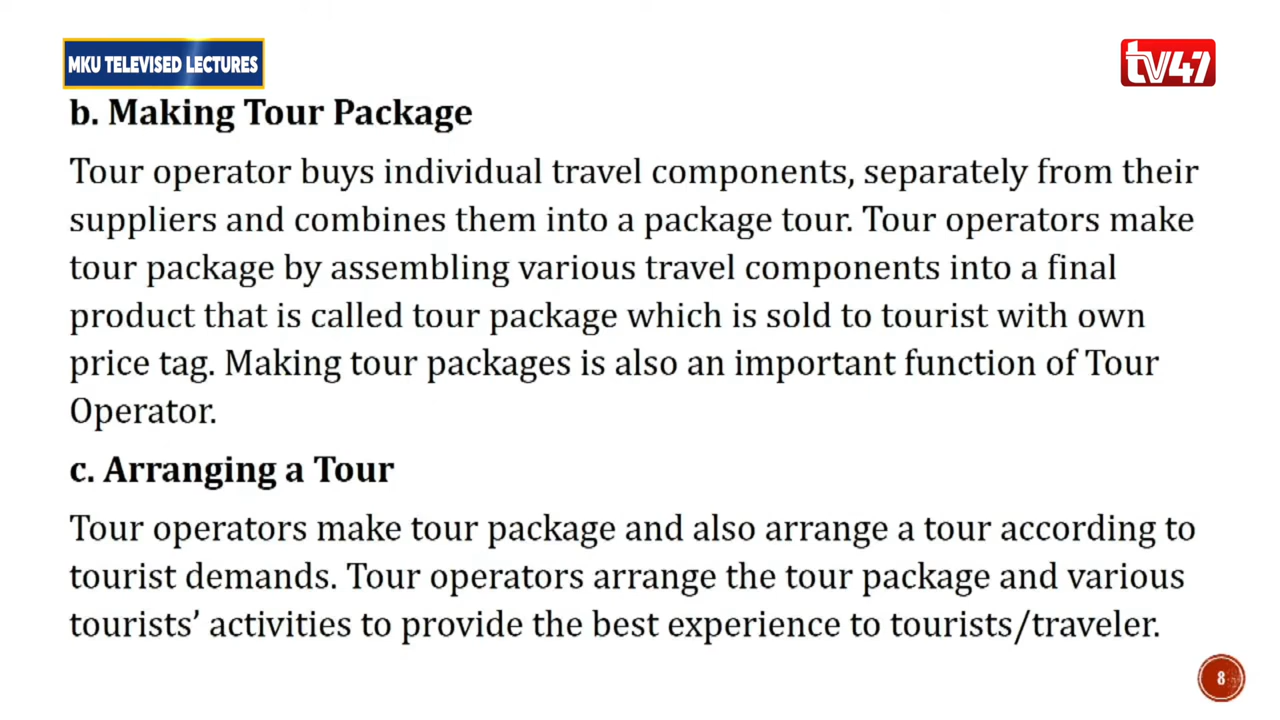 MKU TELEVISED LECTURES
tv47
b. Making Tour Package
Tour operator buys individual travel components, separately from their
suppliers and combines them into a package tour. Tour operators make
tour package by assembling various travel components into a final
product that is called tour package which is sold to tourist with own
price tag. Making tour packages is also an important function of Tour
Operator.
c. Arranging a Tour
Tour operators make tour package and also arrange a tour according to
tourist demands. Tour operators arrange the tour package and various
tourists’ activities to provide the best experience to tourists/traveler.
8